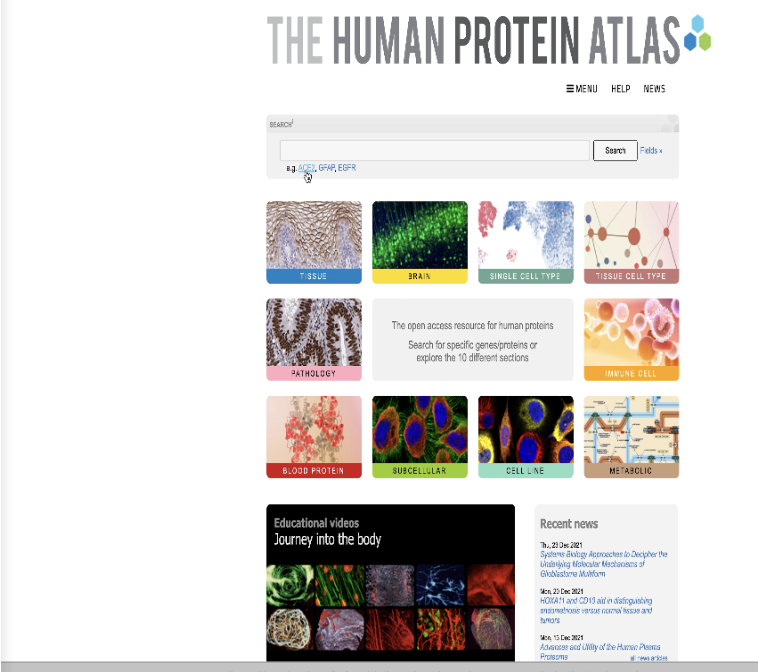 THE HUMAN PROTEIN ATLAS
☰MENU HELP NEWS
SEARCH
Search Fields »
e.g. ACE2, GFAP, EGFR
TISSUE
BRAIN
SINGLE CELL TYPE
TISSUE CELL TYPE
PATHOLOGY
The open access resource for human proteins
Search for specific genes/proteins or
explore the 10 different sections
IMMUNE CELL
BLOOD PROTEIN
SUBCELLULAR
CELL LINE
METABOLIC
Educational videos
Journey into the body
Recent news
Thu, 23 Dec 2021
Systems Biology Approaches to Decipher the
Underlying Molecular Mechanisms of
Glioblastoma Multiform
Mon, 20 Dec 2021
HOXA11 and CD10 aid in distinguishing
endometriosis versus normal tissue and
tumors
Mon, 13 Dec 2021
Advances and Utility of the Human Plasma
Proteome
all news articles